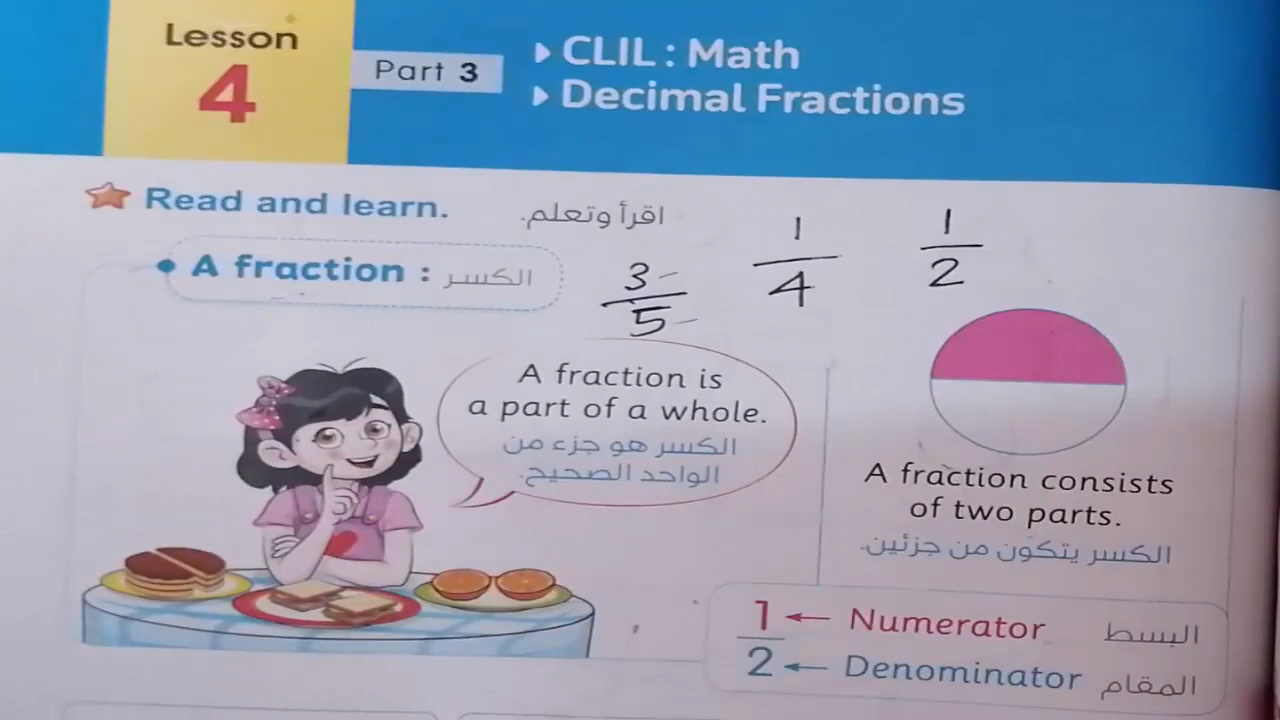 Lesson
4
Part 3
CLIL : Math
Decimal Fractions
Read and learn. اقرأ وتعلم.
A fraction : الكسر
3/5
1/4
1/2
A fraction is
a part of a whole.
الكسر هو جزء من
الواحد الصحيح.
A fraction consists
of two parts.
الكسر يتكون من جزئين.
1 ← Numerator البسط
2 ← Denominator المقام